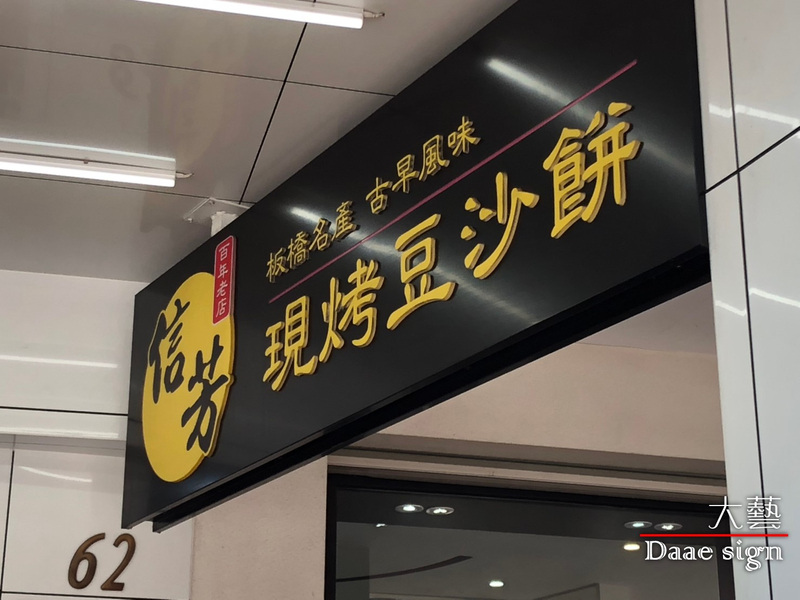 百年老店
信芳
板橋名產 古早風味
現烤豆沙餅
62
大藝
Daae sign